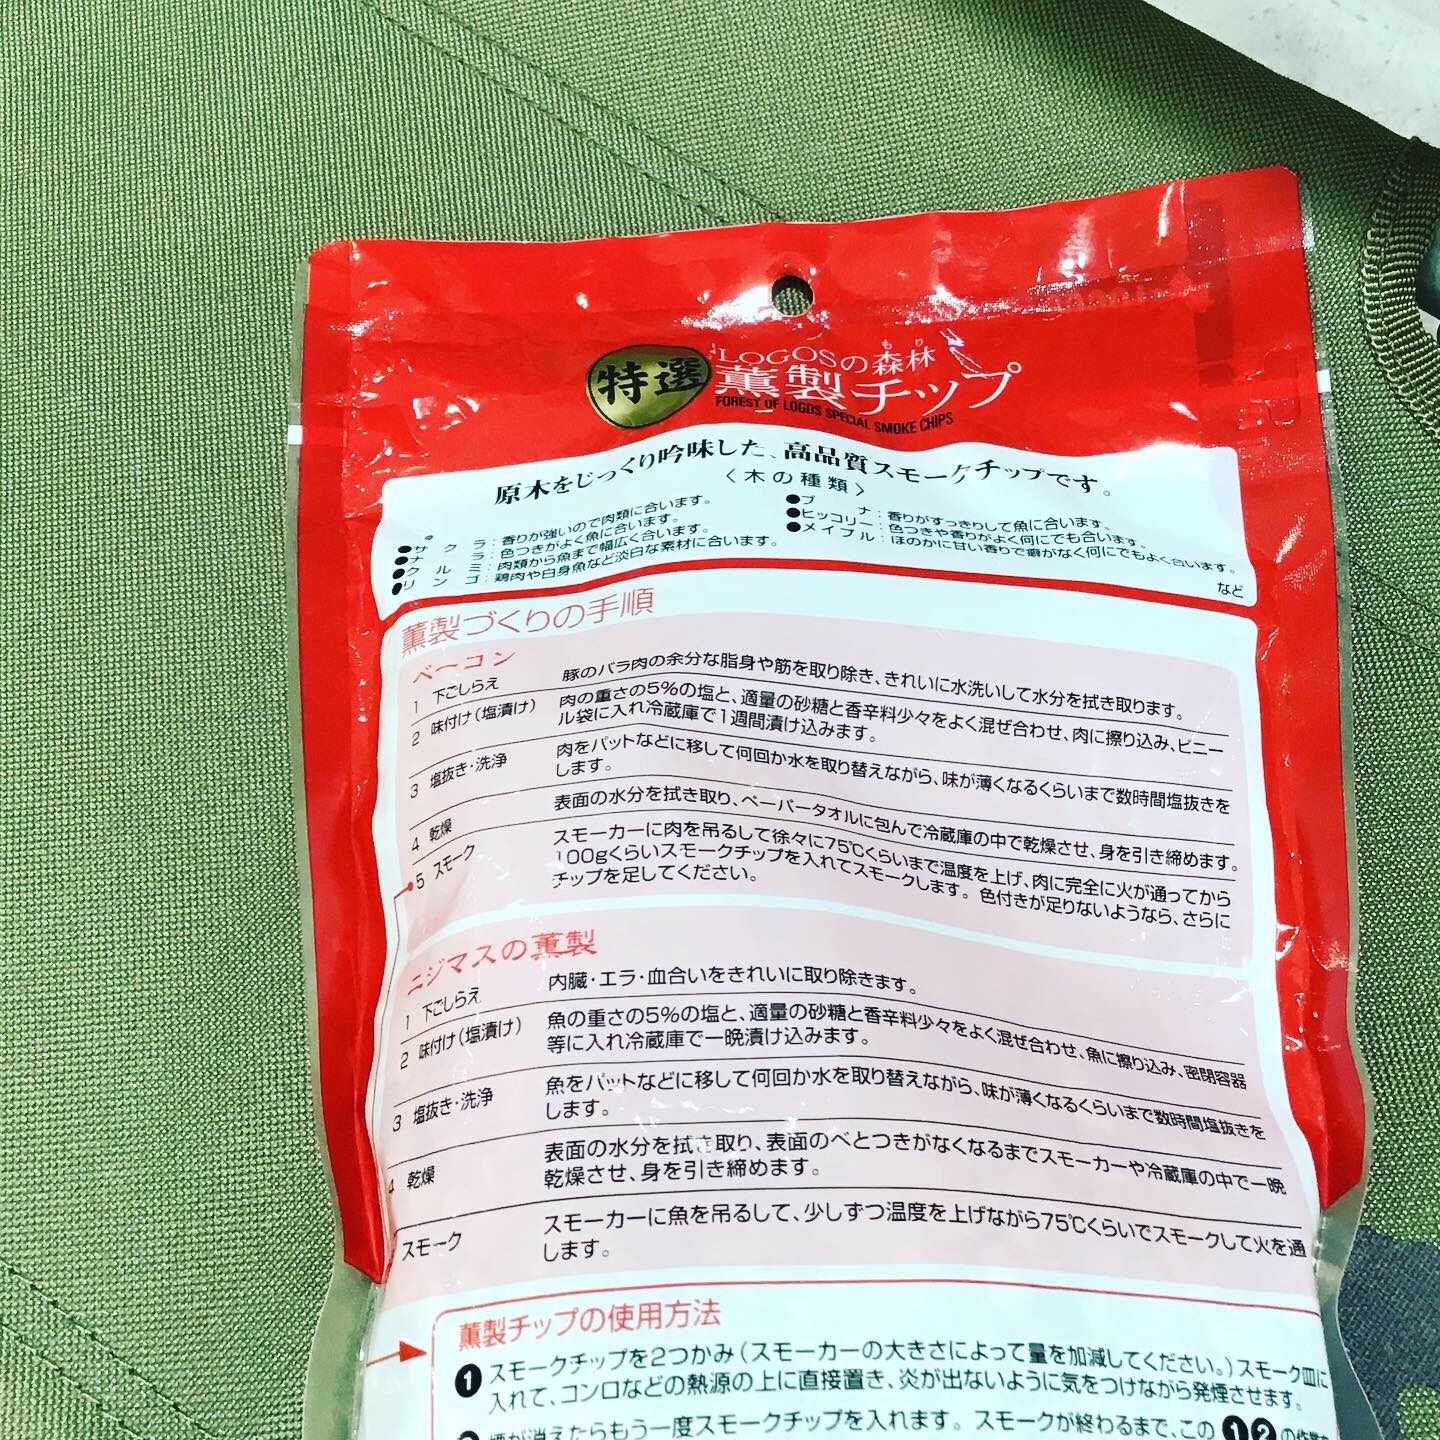 特選
LOGOSの森林
もり
薫製チップ
FOREST OF LOGOS SPECIAL SMOKE CHIPS
原木をじっくり吟味した、高品質スモークチップです。
〈木の種類〉
●サクラ：香りが強いので肉類に合います。
●ナラ：色つきがよく魚に合います。
●クルミ：肉類から魚まで幅広く合います。
●リンゴ：鶏肉や白身魚など淡白な素材に合います。
●ブナ：香りがすっきりして魚に合います。
●ヒッコリー：色つきや香りがよく何にでも合います。
●メイプル：ほのかに甘い香りで癖がなく何にでもよく合います。
など
薫製づくりの手順
ベーコン
1 下ごしらえ 豚のバラ肉の余分な脂身や筋を取り除き、きれいに水洗いして水分を拭き取ります。
2 味付け（塩漬け） 肉の重さの5%の塩と、適量の砂糖と香辛料少々をよく混ぜ合わせ、肉に擦り込み、ビニー
ル袋に入れ冷蔵庫で1週間漬け込みます。
3 塩抜き・洗浄 肉をパットなどに移して何回か水を取り替えながら、味が薄くなるくらいまで数時間塩抜きを
します。
4 乾燥 表面の水分を拭き取り、ペーパータオルに包んで冷蔵庫の中で乾燥させ、身を引き締めます。
5 スモーク スモーカーに肉を吊るして徐々に75℃くらいまで温度を上げ、肉に完全に火が通ってから
100gくらいスモークチップを入れてスモークします。色付きが足りないようなら、さらに
チップを足してください。
ニジマスの薫製
1 下ごしらえ 内臓・エラ・血合いをきれいに取り除きます。
2 味付け（塩漬け） 魚の重さの5%の塩と、適量の砂糖と香辛料少々をよく混ぜ合わせ、魚に擦り込み、密閉容器
等に入れ冷蔵庫で一晩漬け込みます。
3 塩抜き・洗浄 魚をパットなどに移して何回か水を取り替えながら、味が薄くなるくらいまで数時間塩抜きを
します。
4 乾燥 表面の水分を拭き取り、表面のべとつきがなくなるまでスモーカーや冷蔵庫の中で一晩
乾燥させ、身を引き締めます。
スモーク スモーカーに魚を吊るして、少しずつ温度を上げながら75℃くらいでスモークして火を通
します。
薫製チップの使用方法
❶ スモークチップを2つかみ（スモーカーの大きさによって量を加減してください。）スモーク皿に
入れて、コンロなどの熱源の上に直接置き、炎が出ないように気をつけながら発煙させます。
煙が消えたらもう一度スモークチップを入れます。スモークが終わるまで、この❶❷の